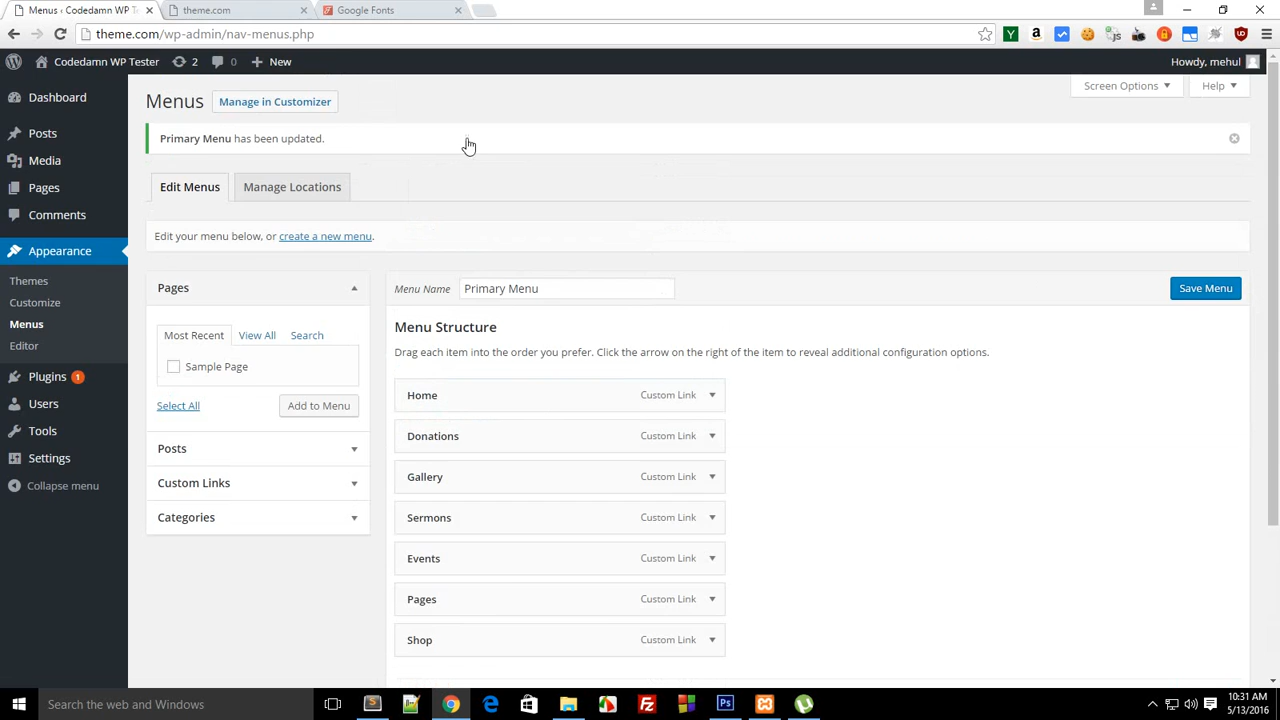 Menus ‹ Codedamn WP Te
theme.com
Google Fonts
theme.com/wp-admin/nav-menus.php
Codedamn WP Tester 2 0 New
Howdy, mehul
Dashboard
Posts
Media
Pages
Comments
Appearance
Themes
Customize
Menus
Editor
Plugins 1
Users
Tools
Settings
Collapse menu
Screen Options
Help
Menus
Manage in Customizer
Primary Menu has been updated.
Edit Menus
Manage Locations
Edit your menu below, or create a new menu.
Pages
Most Recent
View All
Search
Sample Page
Select All
Add to Menu
Posts
Custom Links
Categories
Menu Name
Primary Menu
Save Menu
Menu Structure
Drag each item into the order you prefer. Click the arrow on the right of the item to reveal additional configuration options.
Home Custom Link
Donations Custom Link
Gallery Custom Link
Sermons Custom Link
Events Custom Link
Pages Custom Link
Shop Custom Link
Search the web and Windows
10:31 AM
5/13/2016